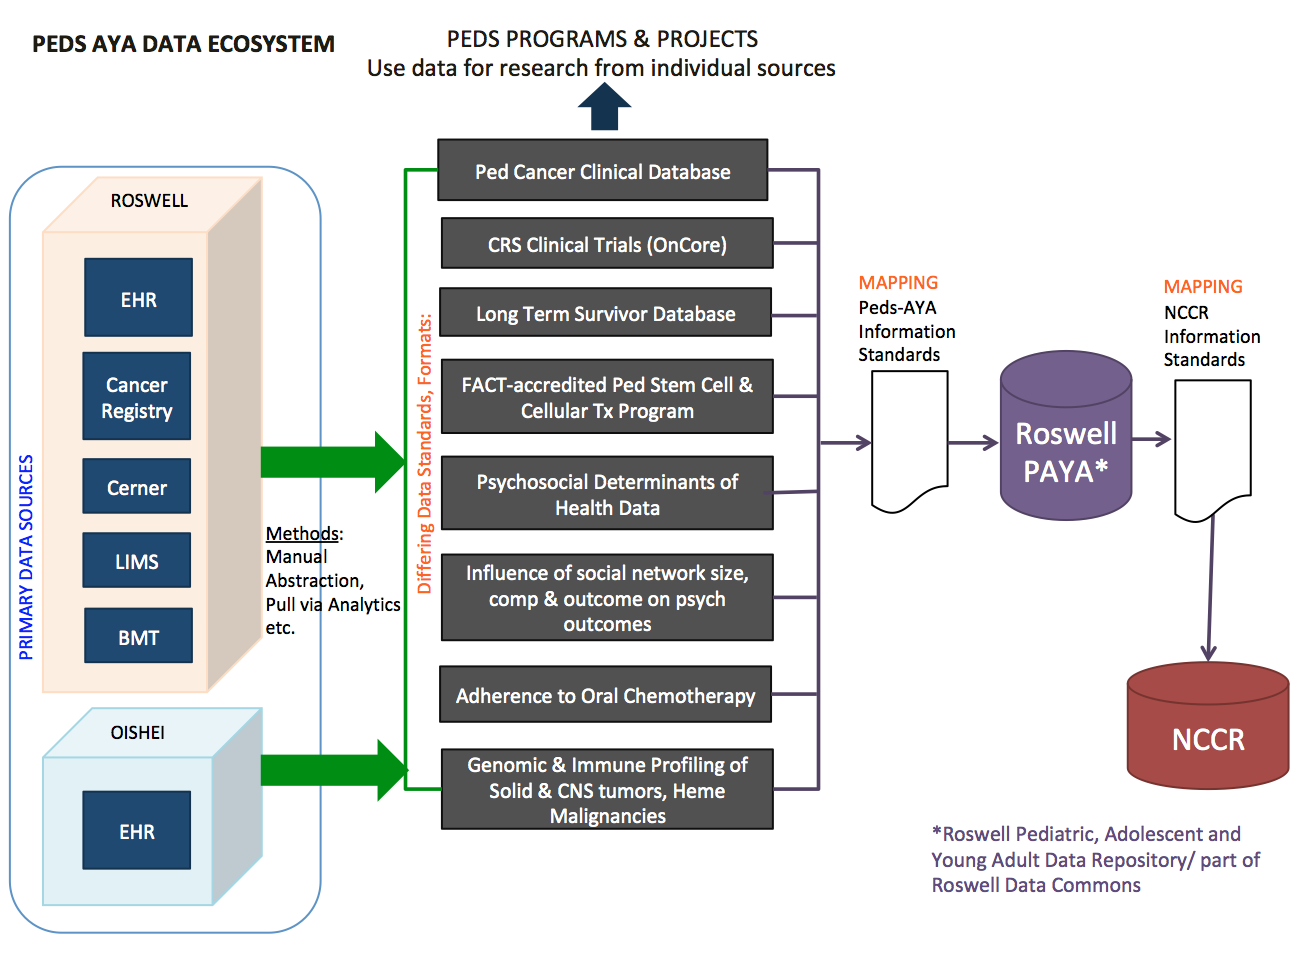 PEDS AYA DATA ECOSYSTEM
PEDS PROGRAMS & PROJECTS
Use data for research from individual sources
PRIMARY DATA SOURCES
ROSWELL
EHR
Cancer
Registry
Cerner
LIMS
BMT
OISHEI
EHR
Methods:
Manual
Abstraction,
Pull via Analytics
etc.
Differing Data Standards, Formats:
Ped Cancer Clinical Database
CRS Clinical Trials (OnCore)
Long Term Survivor Database
FACT-accredited Ped Stem Cell &
Cellular Tx Program
Psychosocial Determinants of
Health Data
Influence of social network size,
comp & outcome on psych
outcomes
Adherence to Oral Chemotherapy
Genomic & Immune Profiling of
Solid & CNS tumors, Heme
Malignancies
MAPPING
Peds-AYA
Information
Standards
Roswell
PAYA*
MAPPING
NCCR
Information
Standards
NCCR
*Roswell Pediatric, Adolescent and
Young Adult Data Repository/ part of
Roswell Data Commons